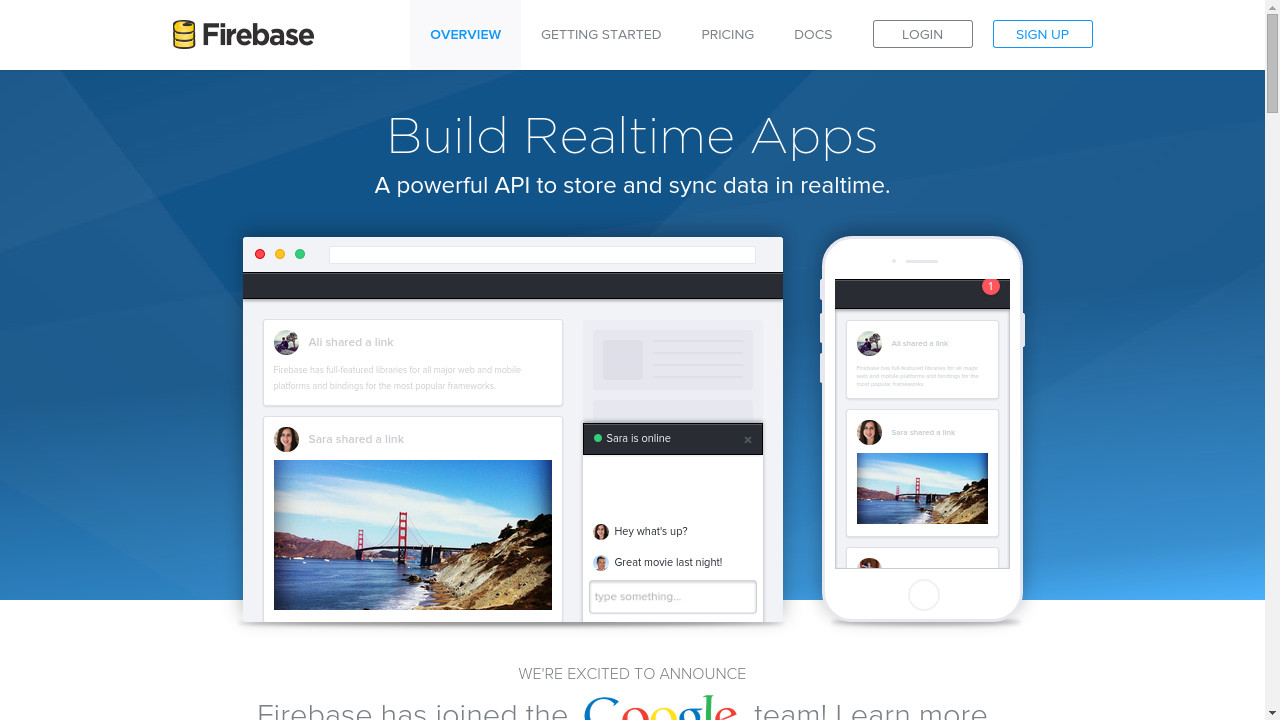 Firebase
OVERVIEW
GETTING STARTED
PRICING
DOCS
LOGIN
SIGN UP
Build Realtime Apps
A powerful API to store and sync data in realtime.
Ali shared a link
Firebase has full-featured libraries for all major web and mobile
platforms and bindings for the most popular frameworks.
Sara shared a link
Sara is online
×
Hey what's up?
Great movie last night!
type something...
1
Ali shared a link
Firebase has full-featured libraries for all major
web and mobile platforms and bindings for the
most popular frameworks.
Sara shared a link
WE'RE EXCITED TO ANNOUNCE
Firebase has joined the Google team! Learn more